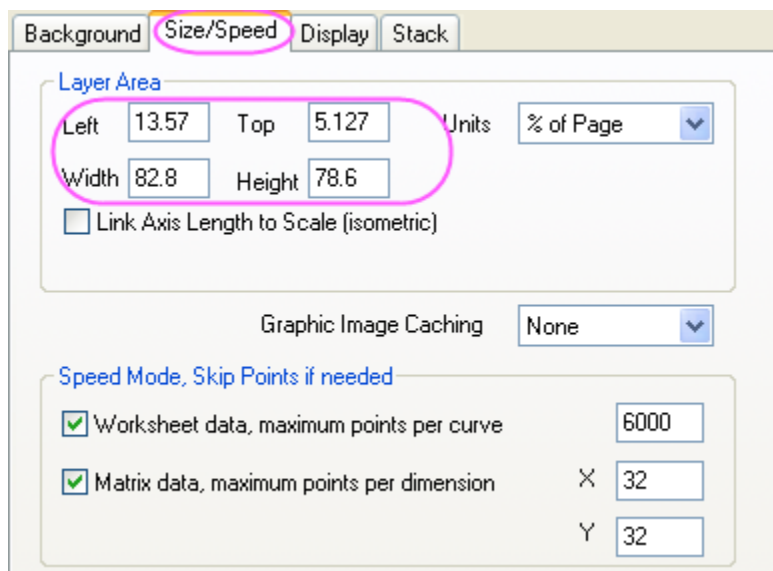 Background Size/Speed Display Stack
Layer Area
Left 13.57 Top 5.127 Units % of Page
Width 82.8 Height 78.6
Link Axis Length to Scale (isometric)
Graphic Image Caching None
Speed Mode, Skip Points if needed
Worksheet data, maximum points per curve 6000
Matrix data, maximum points per dimension X 32
Y 32